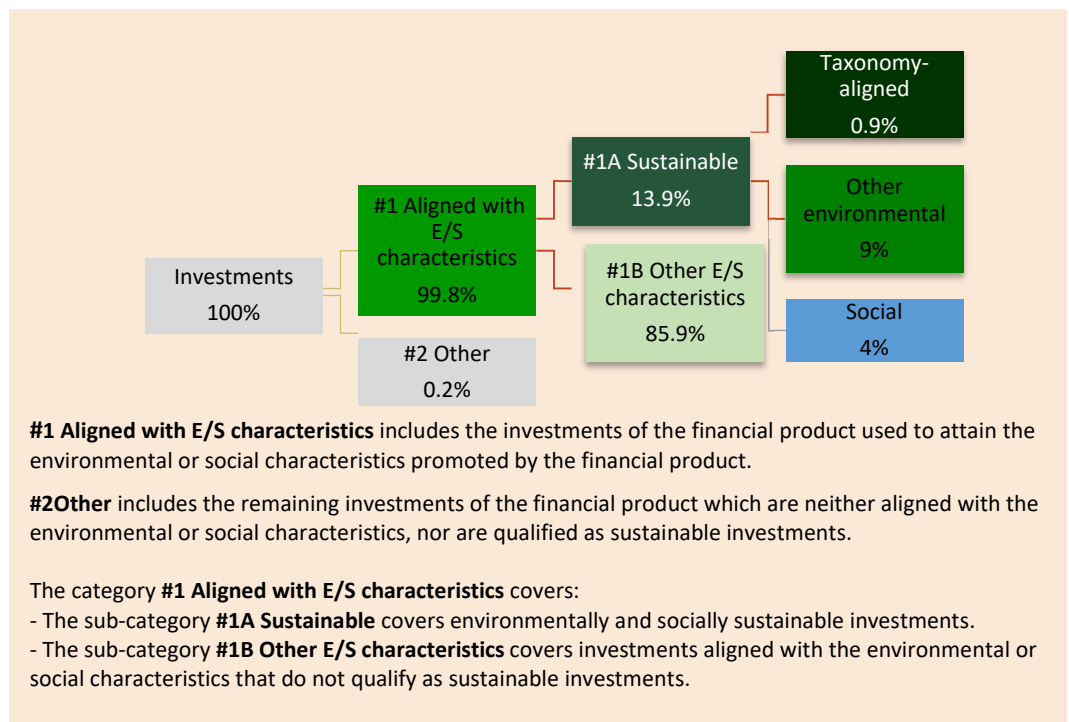 Taxonomy-
aligned
0.9%
#1A Sustainable
13.9%
Other
environmental
9%
#1 Aligned with
E/S
characteristics
99.8%
#1B Other E/S
characteristics
85.9%
Investments
100%
Social
4%
#2 Other
0.2%
#1 Aligned with E/S characteristics includes the investments of the financial product used to attain the
environmental or social characteristics promoted by the financial product.
#2Other includes the remaining investments of the financial product which are neither aligned with the
environmental or social characteristics, nor are qualified as sustainable investments.
The category #1 Aligned with E/S characteristics covers:
- The sub-category #1A Sustainable covers environmentally and socially sustainable investments.
- The sub-category #1B Other E/S characteristics covers investments aligned with the environmental or
social characteristics that do not qualify as sustainable investments.